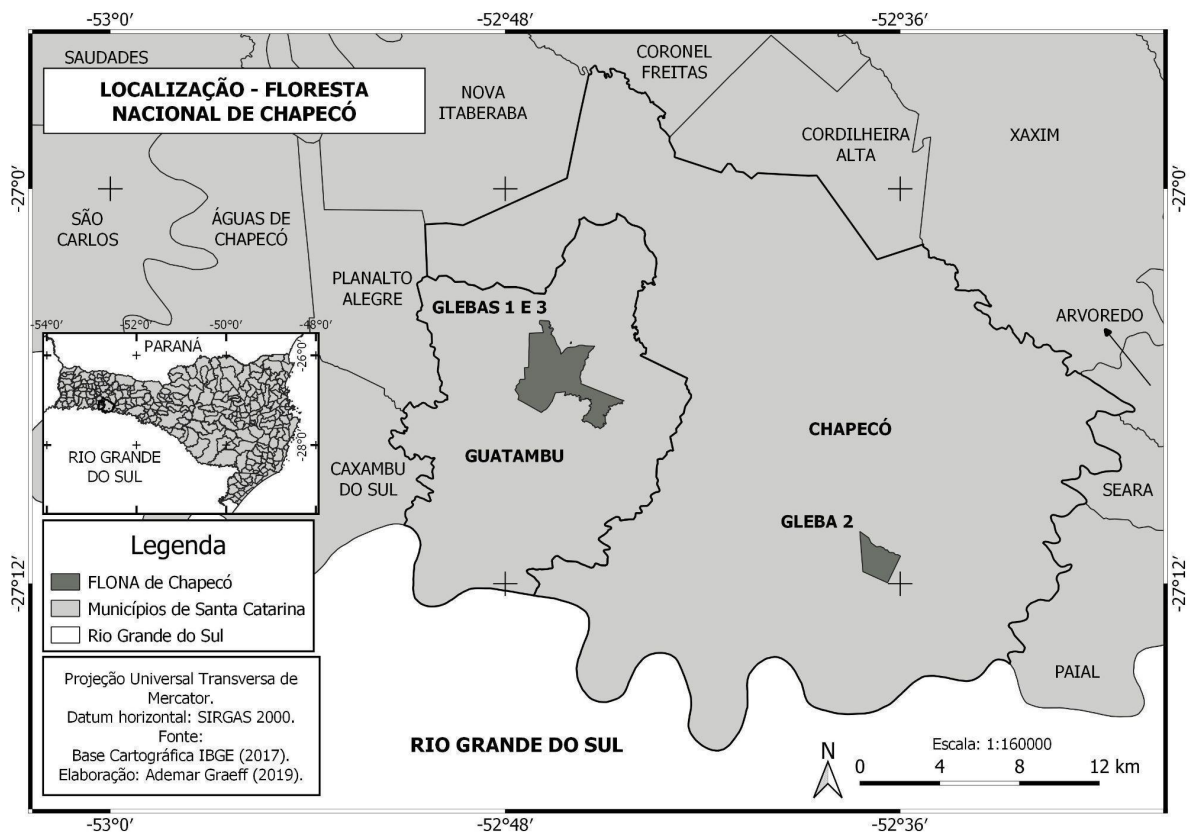 -53°0′
-52°48′
-52°36′
SAUDADES
LOCALIZAÇÃO - FLORESTA
NACIONAL DE CHAPECÓ
NOVA
ITABERABA
CORONEL
FREITAS
CORDILHEIRA
ALTA
XAXIM
-27°0′
-27°0′
SÃO
CARLOS
ÁGUAS DE
CHAPECÓ
PLANALTO
ALEGRE
GLEBAS 1 E 3
ARVOREDO
-54°0′
-52°0′
-50°0′
-48°0′
PARANÁ
-26°0′
-28°0′
RIO GRANDE
DO SUL
CHAPECÓ
GUATAMBU
CAXAMBU
DO SUL
SEARA
GLEBA 2
Legenda
FLONA de Chapecó
Municípios de Santa Catarina
Rio Grande do Sul
-27°12′
-27°12′
PAIAL
Projeção Universal Transversa de
Mercator.
Datum horizontal: SIRGAS 2000.
Fonte:
Base Cartográfica IBGE (2017).
Elaboração: Ademar Graeff (2019).
RIO GRANDE DO SUL
N
Escala: 1:160000
0 4 8 12 km
-53°0′
-52°48′
-52°36′